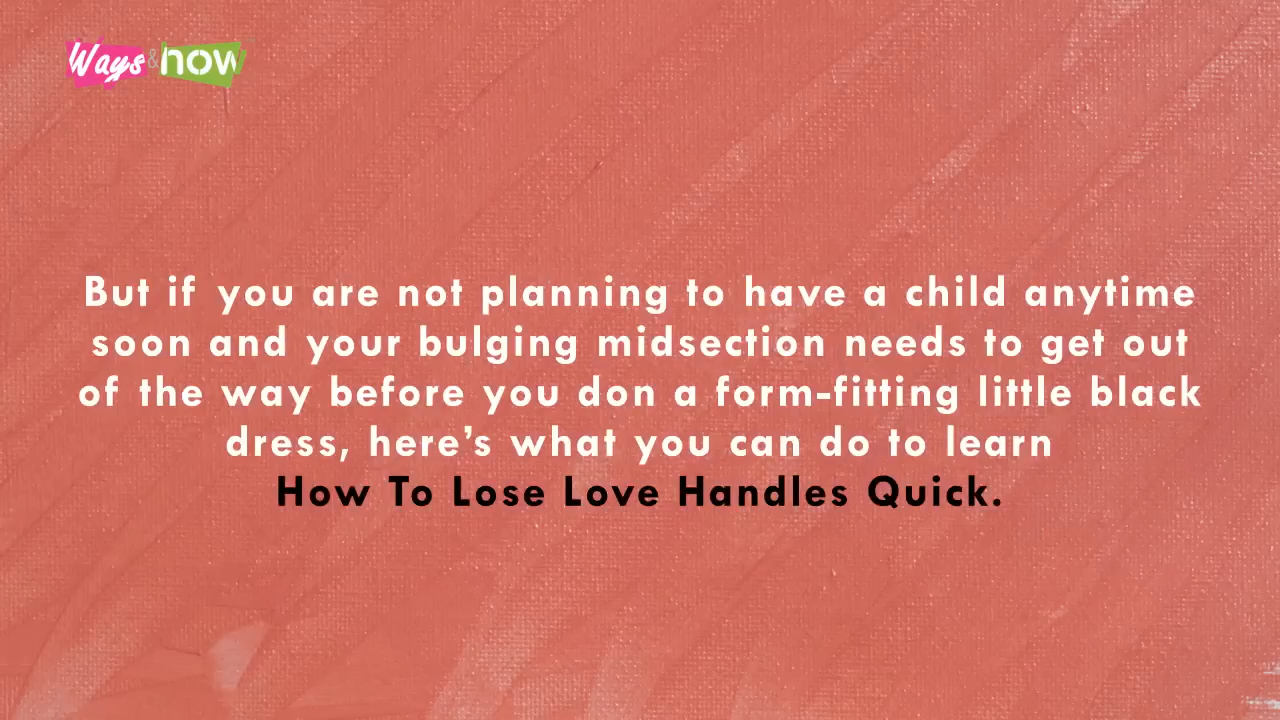 Ways & now
But if you are not planning to have a child anytime
soon and your bulging midsection needs to get out
of the way before you don a form-fitting little black
dress, here’s what you can do to learn
How To Lose Love Handles Quick.